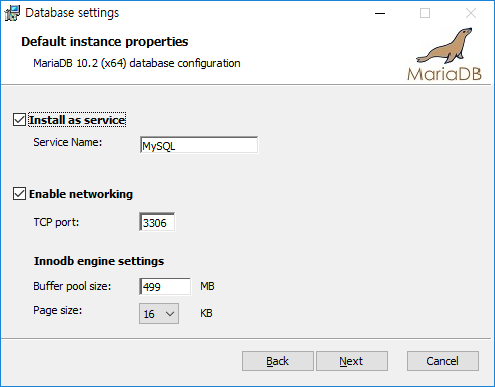 Database settings
Default instance properties
MariaDB 10.2 (x64) database configuration
MariaDB
Install as service
Service Name: MySQL
Enable networking
TCP port: 3306
Innodb engine settings
Buffer pool size: 499 MB
Page size: 16 KB
Back Next Cancel